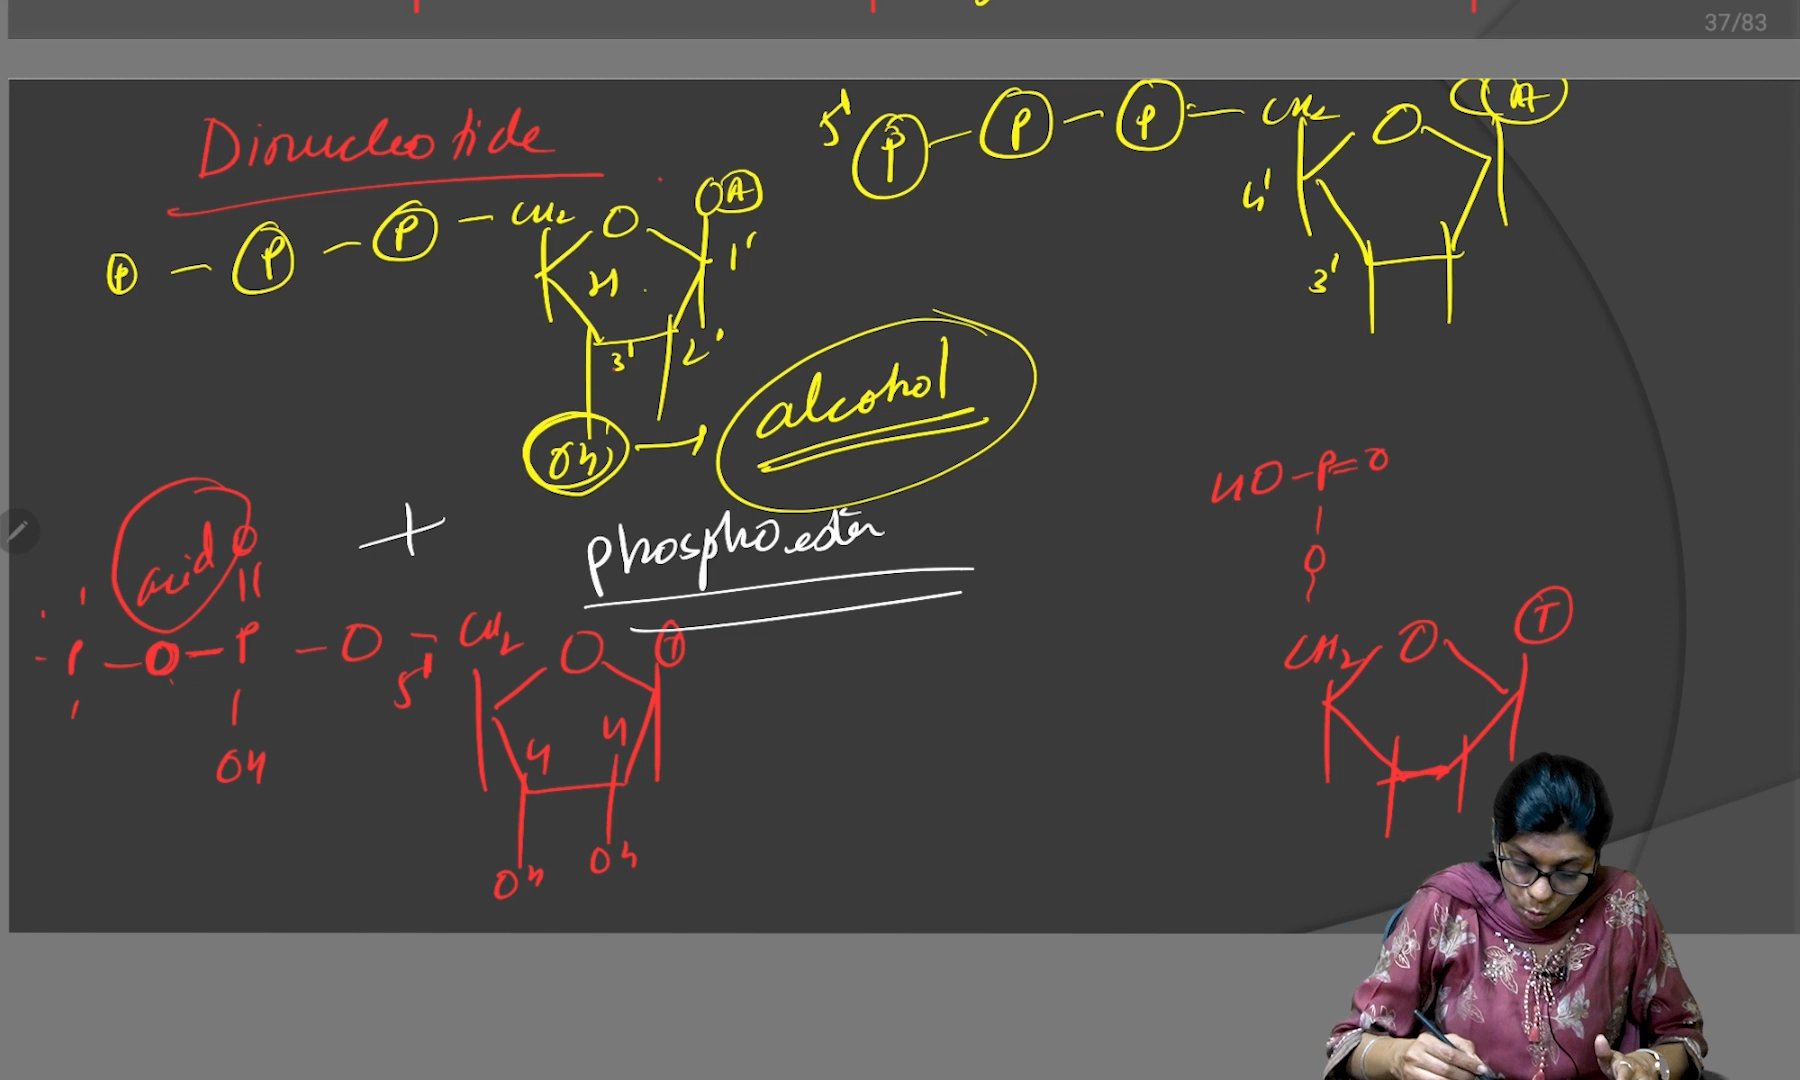 37/83
Dinucleotide
5' P - P - P - CH2 O A
4'
3'
P - P - P - CH2 O A
H 1'
3' 2'
OH → alcohol
+ phosphoester
acid O
P - O - P - O - CH2 O T
5'
H H
OH
OH OH
HO - P = O
O
CH2 O T